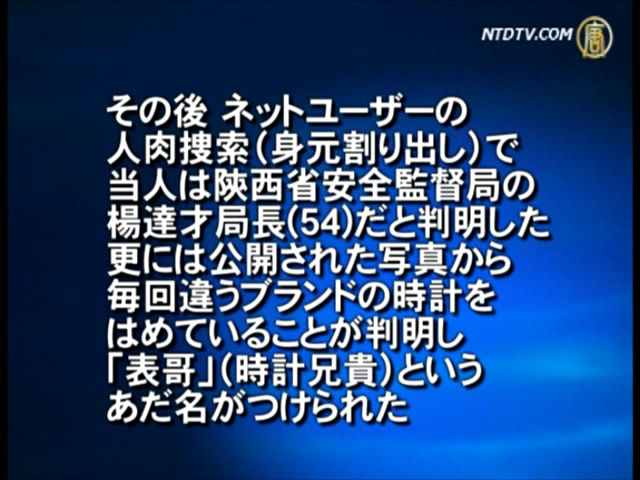 NTDTV.COM 唐
その後 ネットユーザーの
人肉捜索（身元割り出し）で
当人は陝西省安全監督局の
楊達才局長（54）だと判明した
更には公開された写真から
毎回違うブランドの時計を
はめていることが判明し
「表哥」（時計兄貴）という
あだ名がつけられた